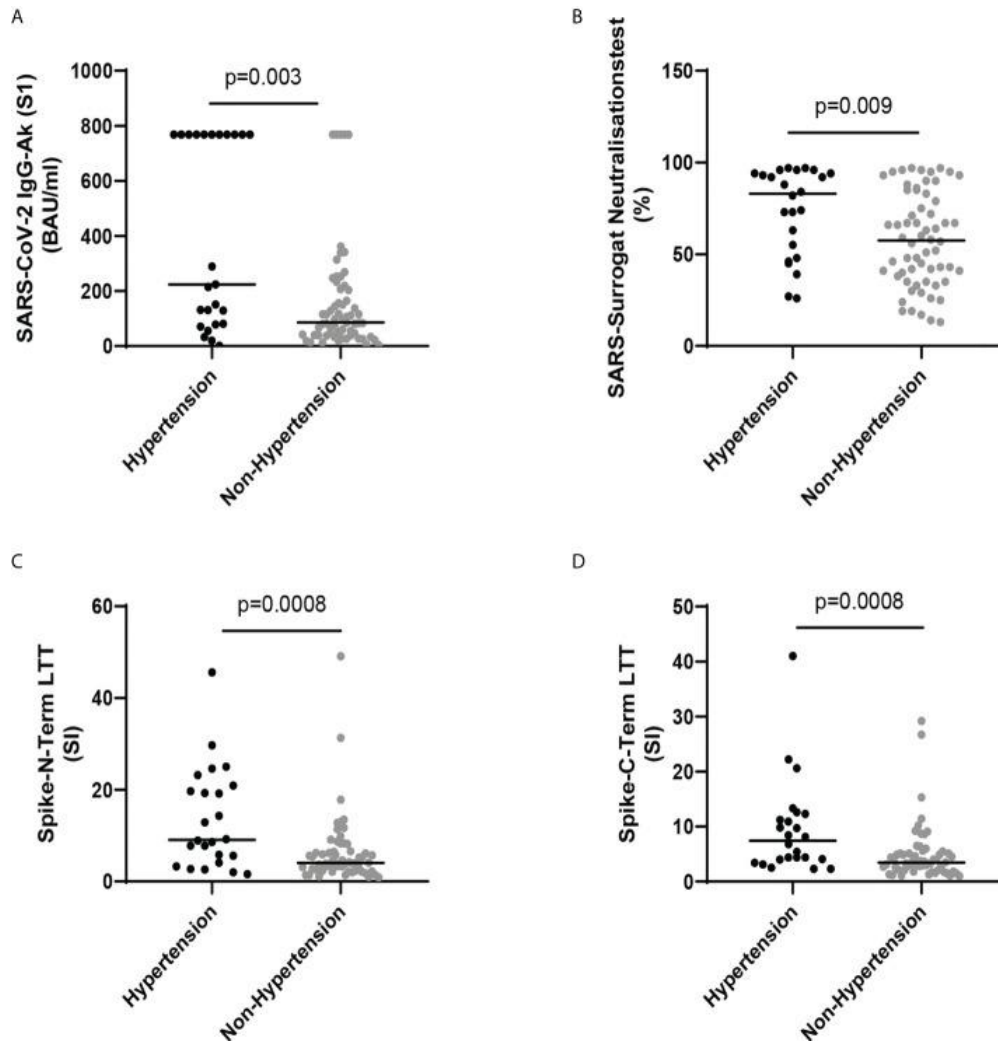 A
SARS-CoV-2 IgG-Ak (S1)
(BAU/ml)
1000
800
600
400
200
0
p=0.003
Hypertension
Non-Hypertension
B
SARS-Surrogat Neutralisationstest
(%)
150
100
50
0
p=0.009
Hypertension
Non-Hypertension
C
Spike-N-Term LTT
(SI)
60
40
20
0
p=0.0008
Hypertension
Non-Hypertension
D
Spike-C-Term LTT
(SI)
50
40
30
20
10
0
p=0.0008
Hypertension
Non-Hypertension